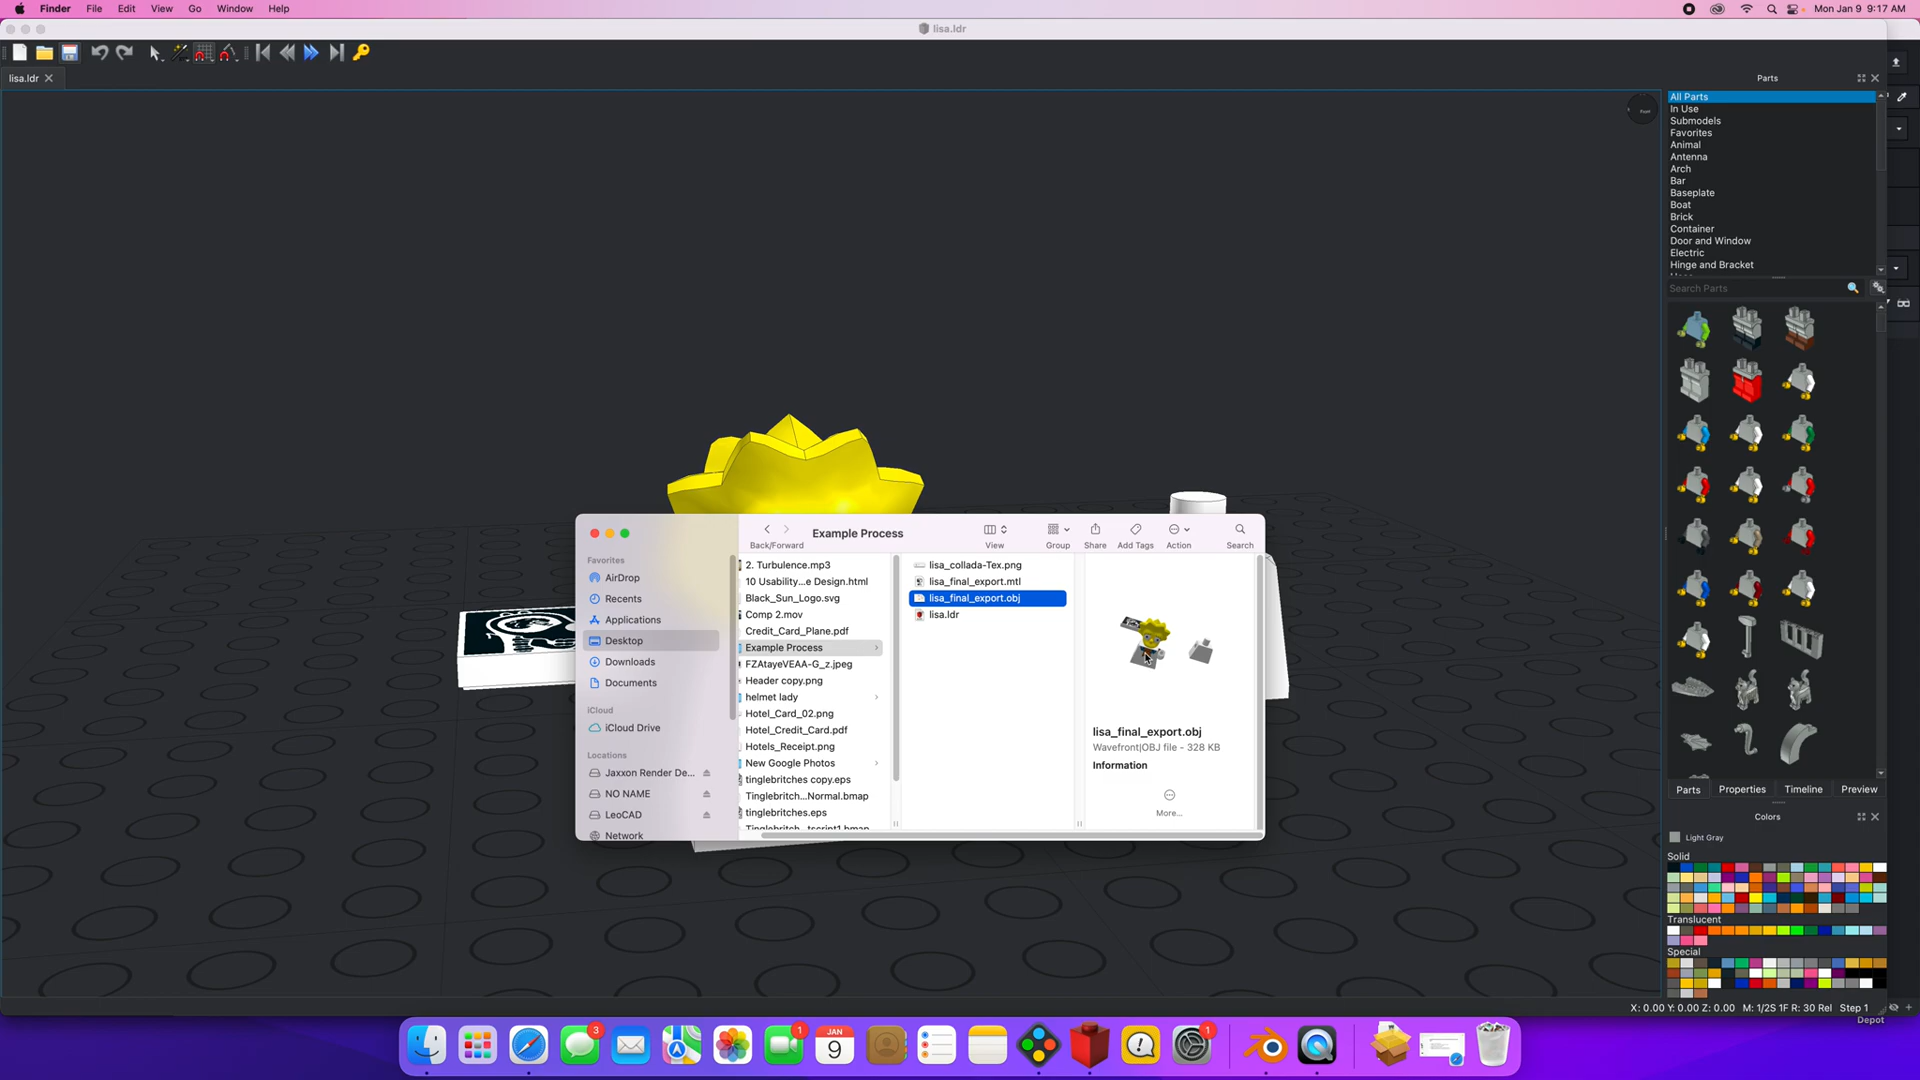 Finder File Edit View Go Window Help
Mon Jan 9 9:17 AM
lisa.ldr
lisa.ldr
Parts
All Parts
In Use
Submodels
Favorites
Animal
Antenna
Arch
Bar
Baseplate
Boat
Brick
Container
Door and Window
Electric
Hinge and Bracket
Search Parts
Front
Back/Forward
Example Process
View
Group
Share
Add Tags
Action
Search
Favorites
AirDrop
Recents
Applications
Desktop
Downloads
Documents
iCloud
iCloud Drive
Locations
Jaxxon Render De...
NO NAME
LeoCAD
Network
2. Turbulence.mp3
10 Usability...e Design.html
Black_Sun_Logo.svg
Comp 2.mov
Credit_Card_Plane.pdf
Example Process
FZAtayeVEAA-G_z.jpeg
Header copy.png
helmet lady
Hotel_Card_02.png
Hotel_Credit_Card.pdf
Hotels_Receipt.png
New Google Photos
tinglebritches copy.eps
Tinglebritch...Normal.bmap
tinglebritches.eps
Tinglebritch...tscript1.bmap
lisa_collada-Tex.png
lisa_final_export.mtl
lisa_final_export.obj
lisa.ldr
lisa_final_export.obj
Wavefront|OBJ file - 328 KB
Information
More...
Parts Properties Timeline Preview
Colors
Light Gray
Solid
Translucent
Special
X: 0.00 Y: 0.00 Z: 0.00 M: 1/2S 1F R: 30 Rel Step 1
Depot
3
1
JAN
9
1